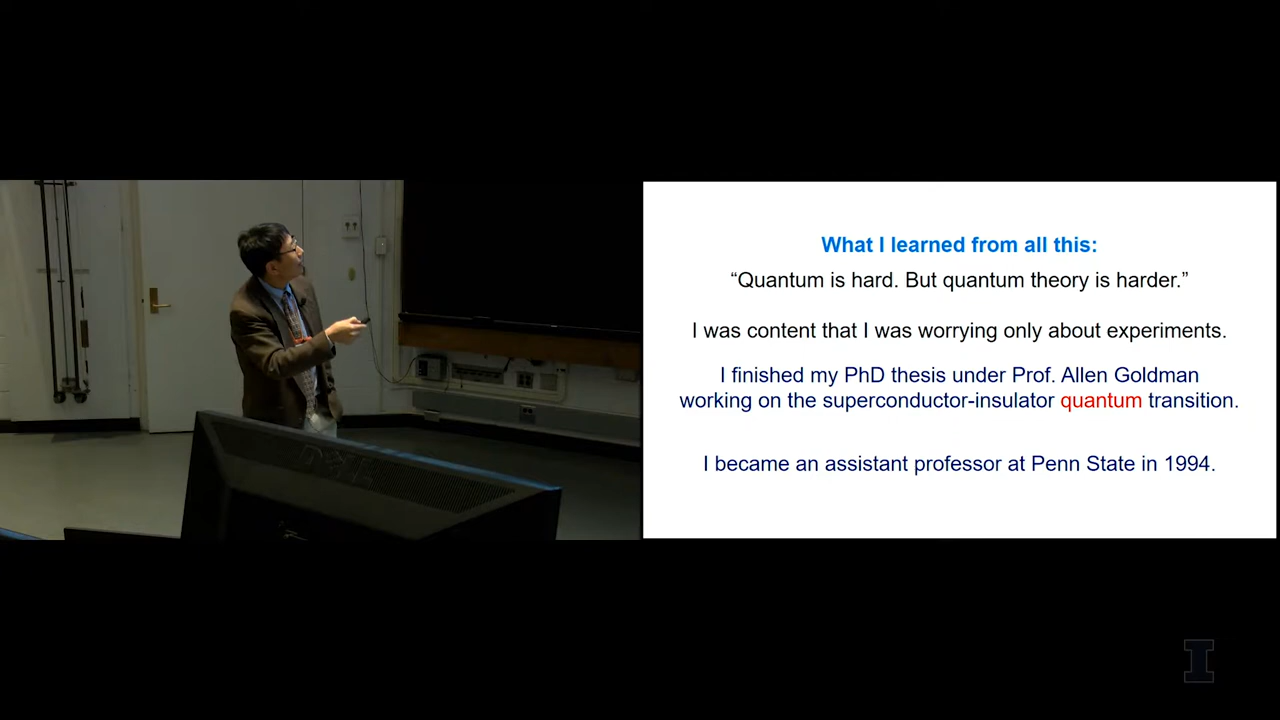 What I learned from all this:
“Quantum is hard. But quantum theory is harder.”
I was content that I was worrying only about experiments.
I finished my PhD thesis under Prof. Allen Goldman
working on the superconductor-insulator quantum transition.
I became an assistant professor at Penn State in 1994.